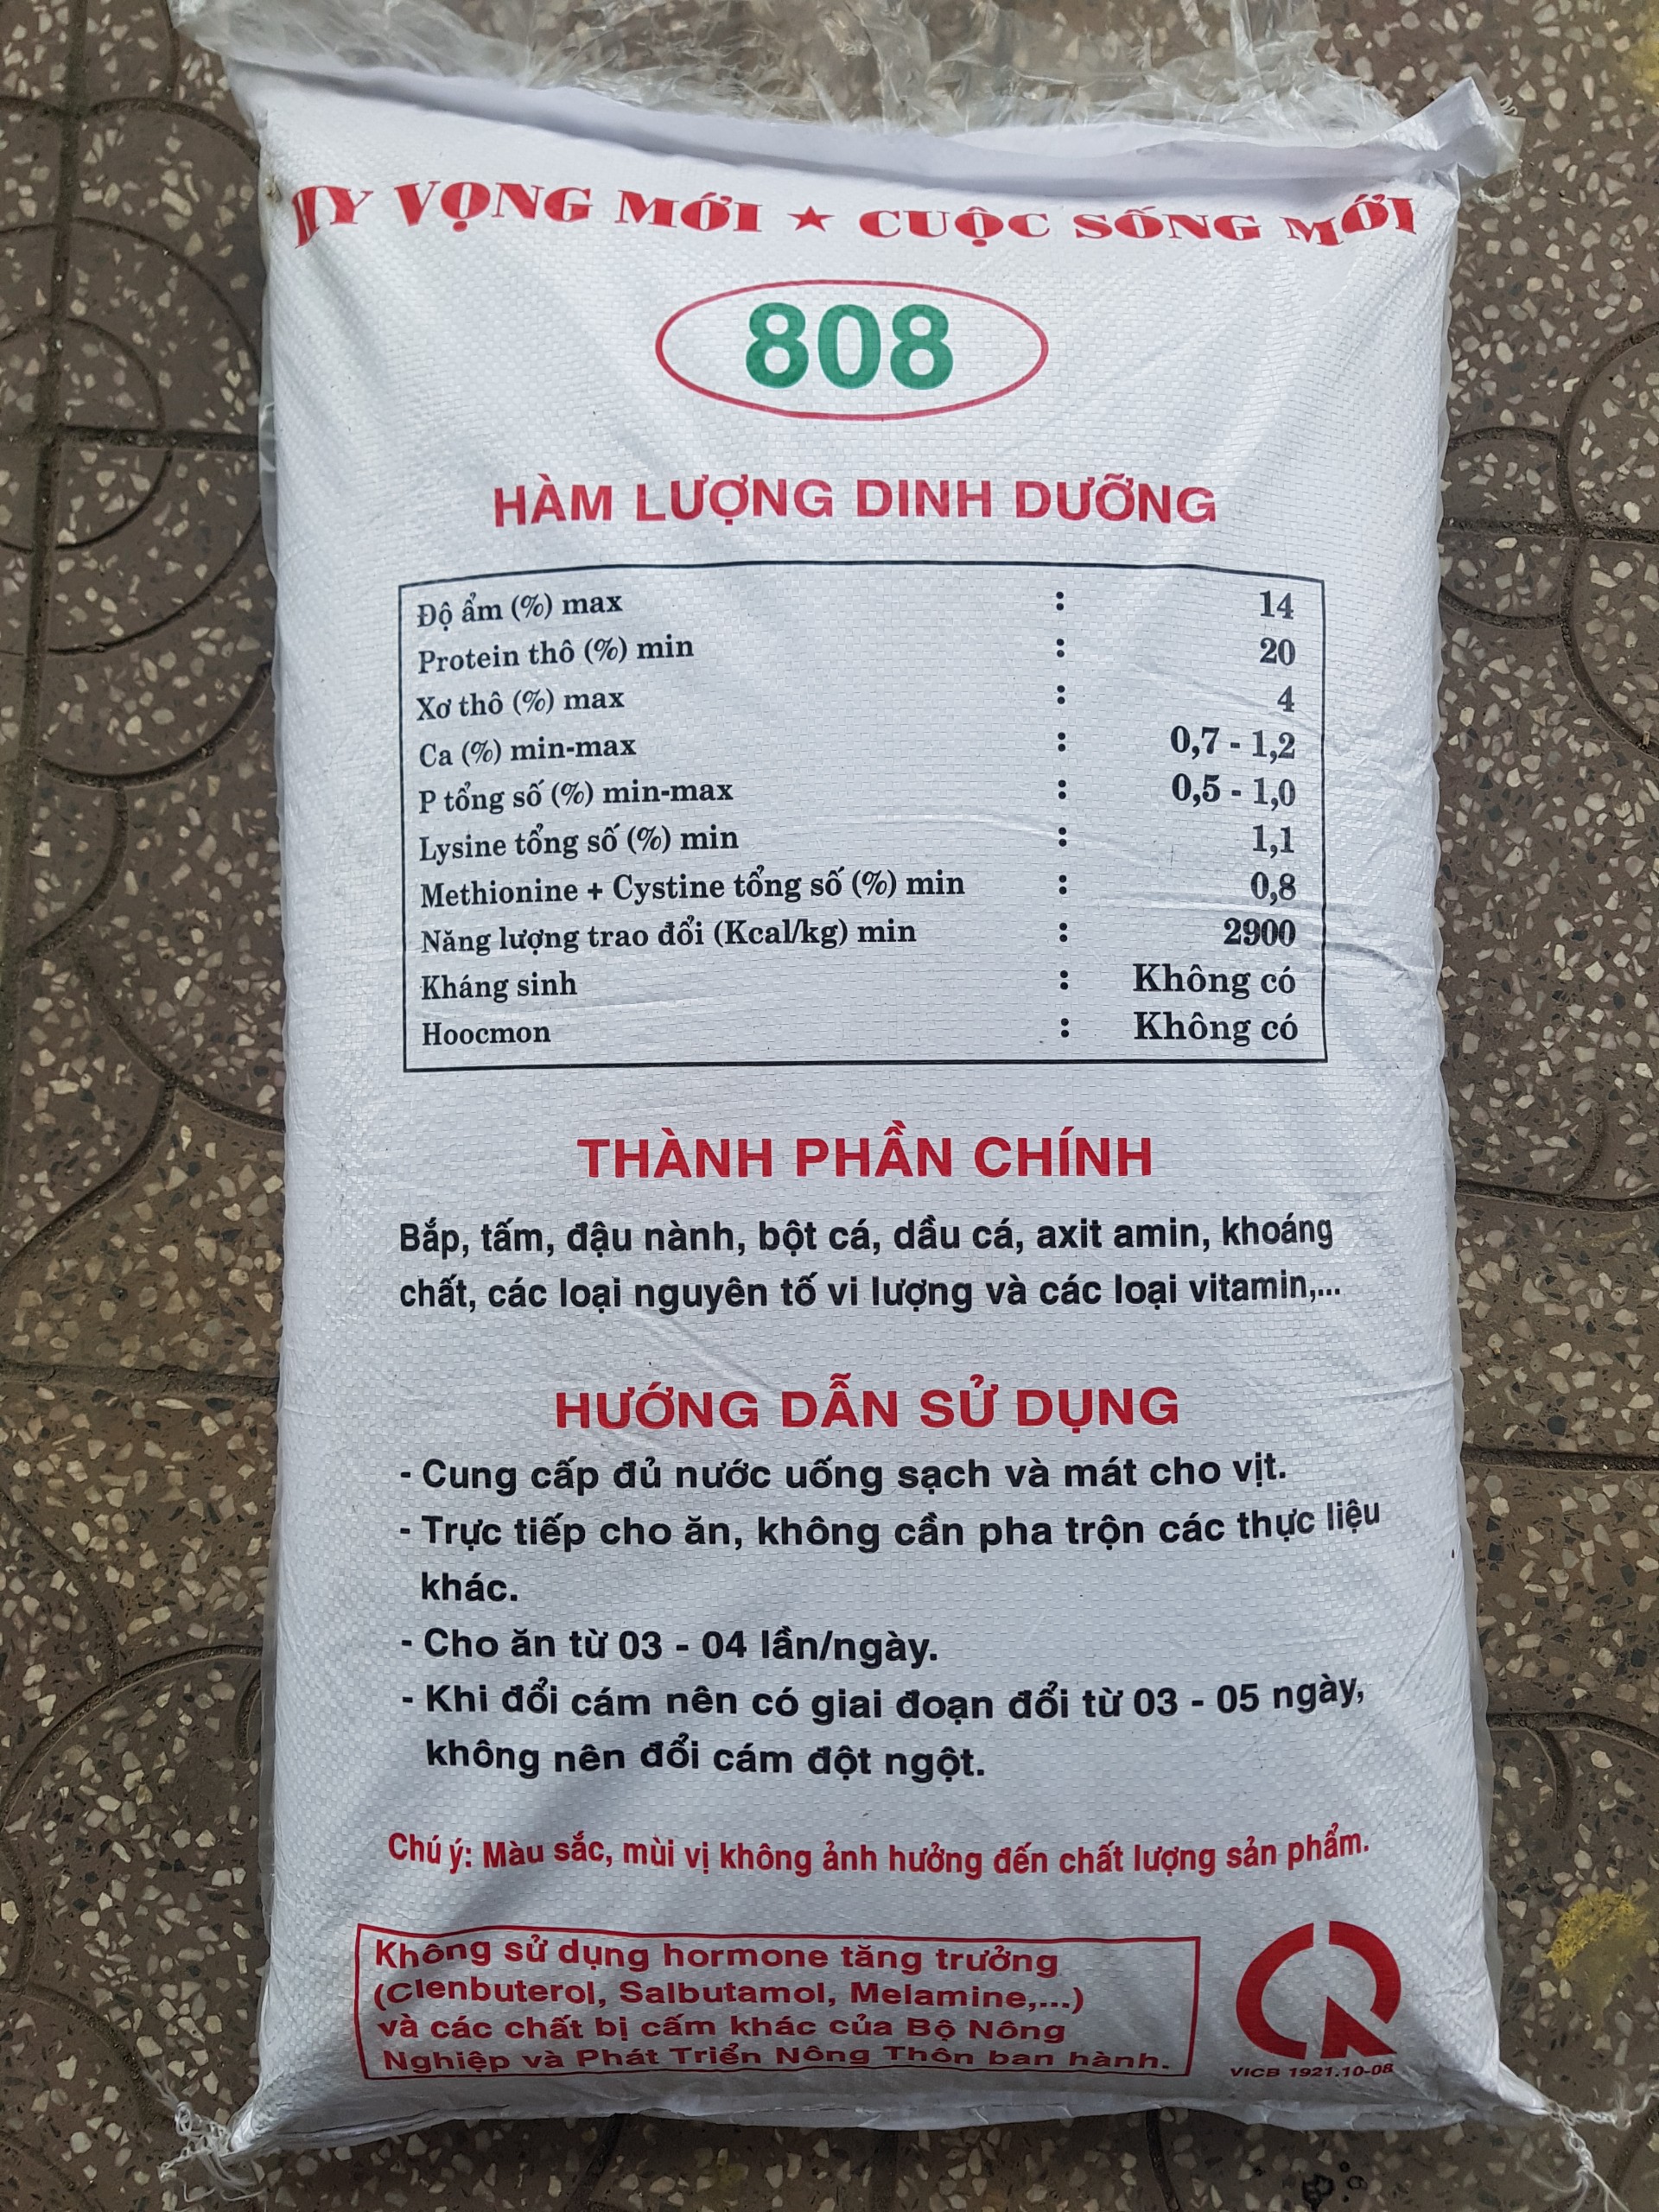 HY VỌNG MỚI ★ CUỘC SỐNG MỚI
808
HÀM LƯỢNG DINH DƯỠNG
Độ ẩm (%) max : 14
Protein thô (%) min : 20
Xơ thô (%) max : 4
Ca (%) min-max : 0,7 - 1,2
P tổng số (%) min-max : 0,5 - 1,0
Lysine tổng số (%) min : 1,1
Methionine + Cystine tổng số (%) min : 0,8
Năng lượng trao đổi (Kcal/kg) min : 2900
Kháng sinh : Không có
Hoocmon : Không có
THÀNH PHẦN CHÍNH
Bắp, tấm, đậu nành, bột cá, dầu cá, axit amin, khoáng
chất, các loại nguyên tố vi lượng và các loại vitamin,...
HƯỚNG DẪN SỬ DỤNG
- Cung cấp đủ nước uống sạch và mát cho vịt.
- Trực tiếp cho ăn, không cần pha trộn các thực liệu
khác.
- Cho ăn từ 03 - 04 lần/ngày.
- Khi đổi cám nên có giai đoạn đổi từ 03 - 05 ngày,
không nên đổi cám đột ngột.
Chú ý: Màu sắc, mùi vị không ảnh hưởng đến chất lượng sản phẩm.
Không sử dụng hormone tăng trưởng
(Clenbuterol, Salbutamol, Melamine,...)
và các chất bị cấm khác của Bộ Nông
Nghiệp và Phát Triển Nông Thôn ban hành.
VICB 1921.10-08